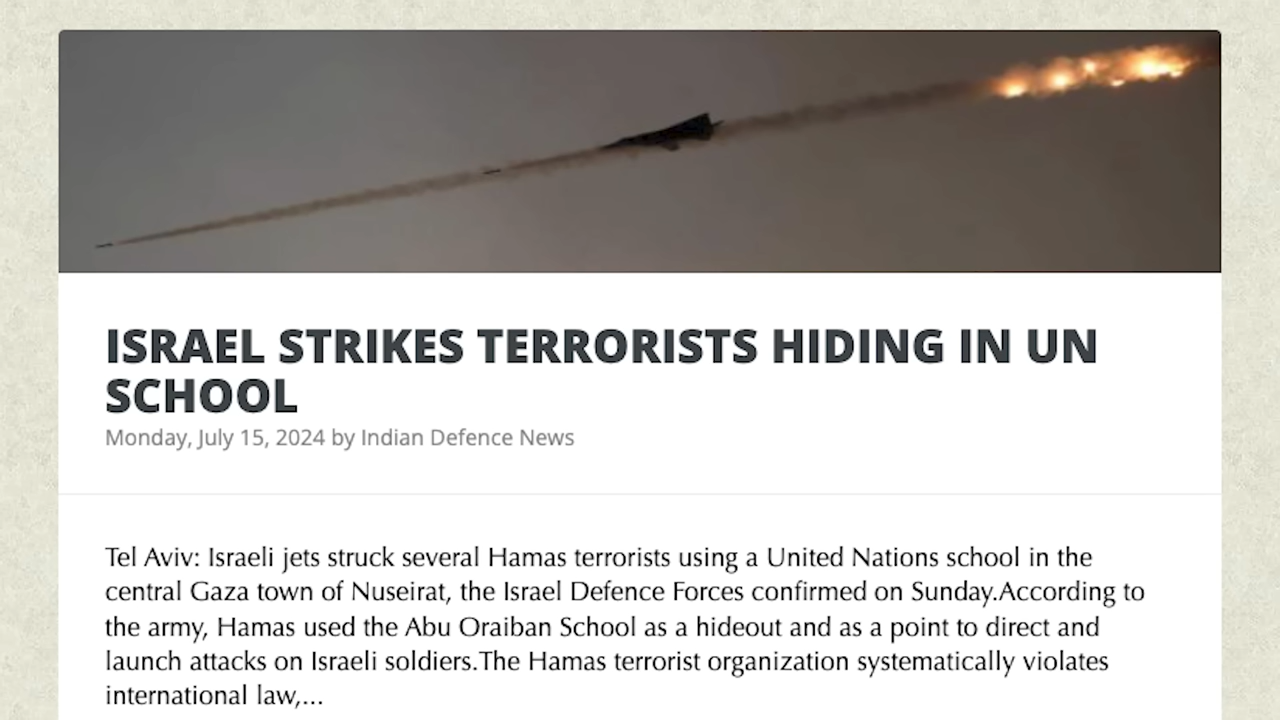 ISRAEL STRIKES TERRORISTS HIDING IN UN
SCHOOL
Monday, July 15, 2024 by Indian Defence News
Tel Aviv: Israeli jets struck several Hamas terrorists using a United Nations school in the
central Gaza town of Nuseirat, the Israel Defence Forces confirmed on Sunday.According to
the army, Hamas used the Abu Oraiban School as a hideout and as a point to direct and
launch attacks on Israeli soldiers.The Hamas terrorist organization systematically violates
international law,...